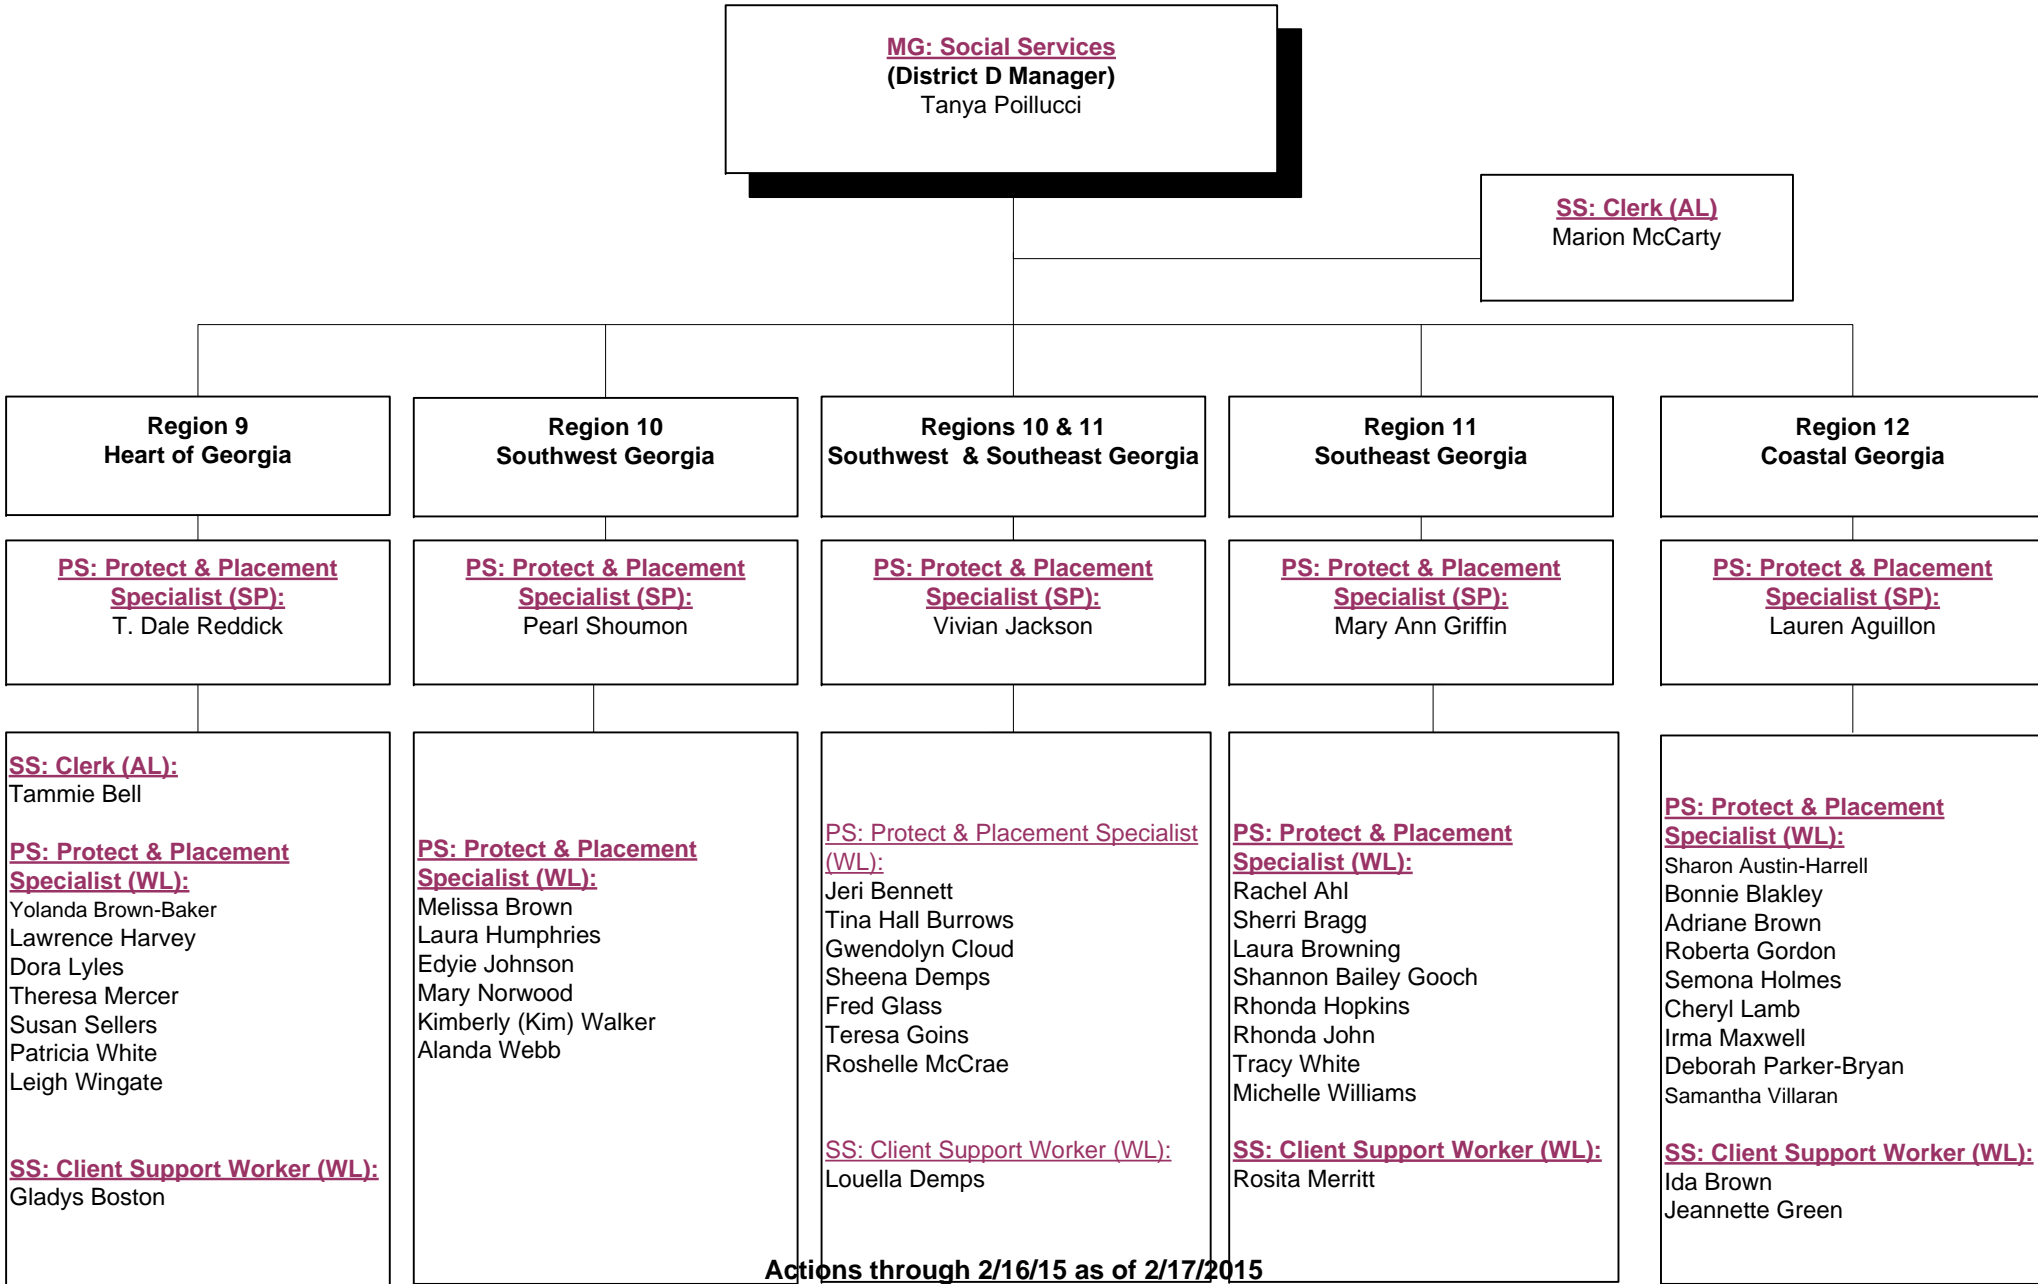 MG: Social Services
(District D Manager)
Tanya Poillucci
SS: Clerk (AL)
Marion McCarty
Region 9
Heart of Georgia
Region 10
Southwest Georgia
Regions 10 & 11
Southwest & Southeast Georgia
Region 11
Southeast Georgia
Region 12
Coastal Georgia
PS: Protect & Placement
Specialist (SP):
T. Dale Reddick
PS: Protect & Placement
Specialist (SP):
Pearl Shoumon
PS: Protect & Placement
Specialist (SP):
Vivian Jackson
PS: Protect & Placement
Specialist (SP):
Mary Ann Griffin
PS: Protect & Placement
Specialist (SP):
Lauren Aguillon
SS: Clerk (AL):
Tammie Bell
PS: Protect & Placement
Specialist (WL):
Yolanda Brown-Baker
Lawrence Harvey
Dora Lyles
Theresa Mercer
Susan Sellers
Patricia White
Leigh Wingate
SS: Client Support Worker (WL):
Gladys Boston
PS: Protect & Placement
Specialist (WL):
Melissa Brown
Laura Humphries
Edyie Johnson
Mary Norwood
Kimberly (Kim) Walker
Alanda Webb
PS: Protect & Placement Specialist
(WL):
Jeri Bennett
Tina Hall Burrows
Gwendolyn Cloud
Sheena Demps
Fred Glass
Teresa Goins
Roshelle McCrae
SS: Client Support Worker (WL):
Louella Demps
PS: Protect & Placement
Specialist (WL):
Rachel Ahl
Sherri Bragg
Laura Browning
Shannon Bailey Gooch
Rhonda Hopkins
Rhonda John
Tracy White
Michelle Williams
SS: Client Support Worker (WL):
Rosita Merritt
PS: Protect & Placement
Specialist (WL):
Sharon Austin-Harrell
Bonnie Blakley
Adriane Brown
Roberta Gordon
Semona Holmes
Cheryl Lamb
Irma Maxwell
Deborah Parker-Bryan
Samantha Villaran
SS: Client Support Worker (WL):
Ida Brown
Jeannette Green
Actions through 2/16/15 as of 2/17/2015